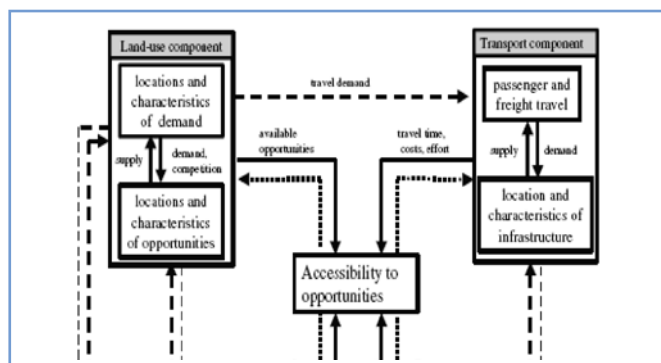 Land-use component
Transport component
locations and
characteristics
of demand
travel demand
passenger and
freight travel
available
opportunities
travel time,
costs, effort
supply
demand,
competition
supply
demand
locations and
characteristics
of opportunities
location and
characteristics of
infrastructure
Accessibility to
opportunities